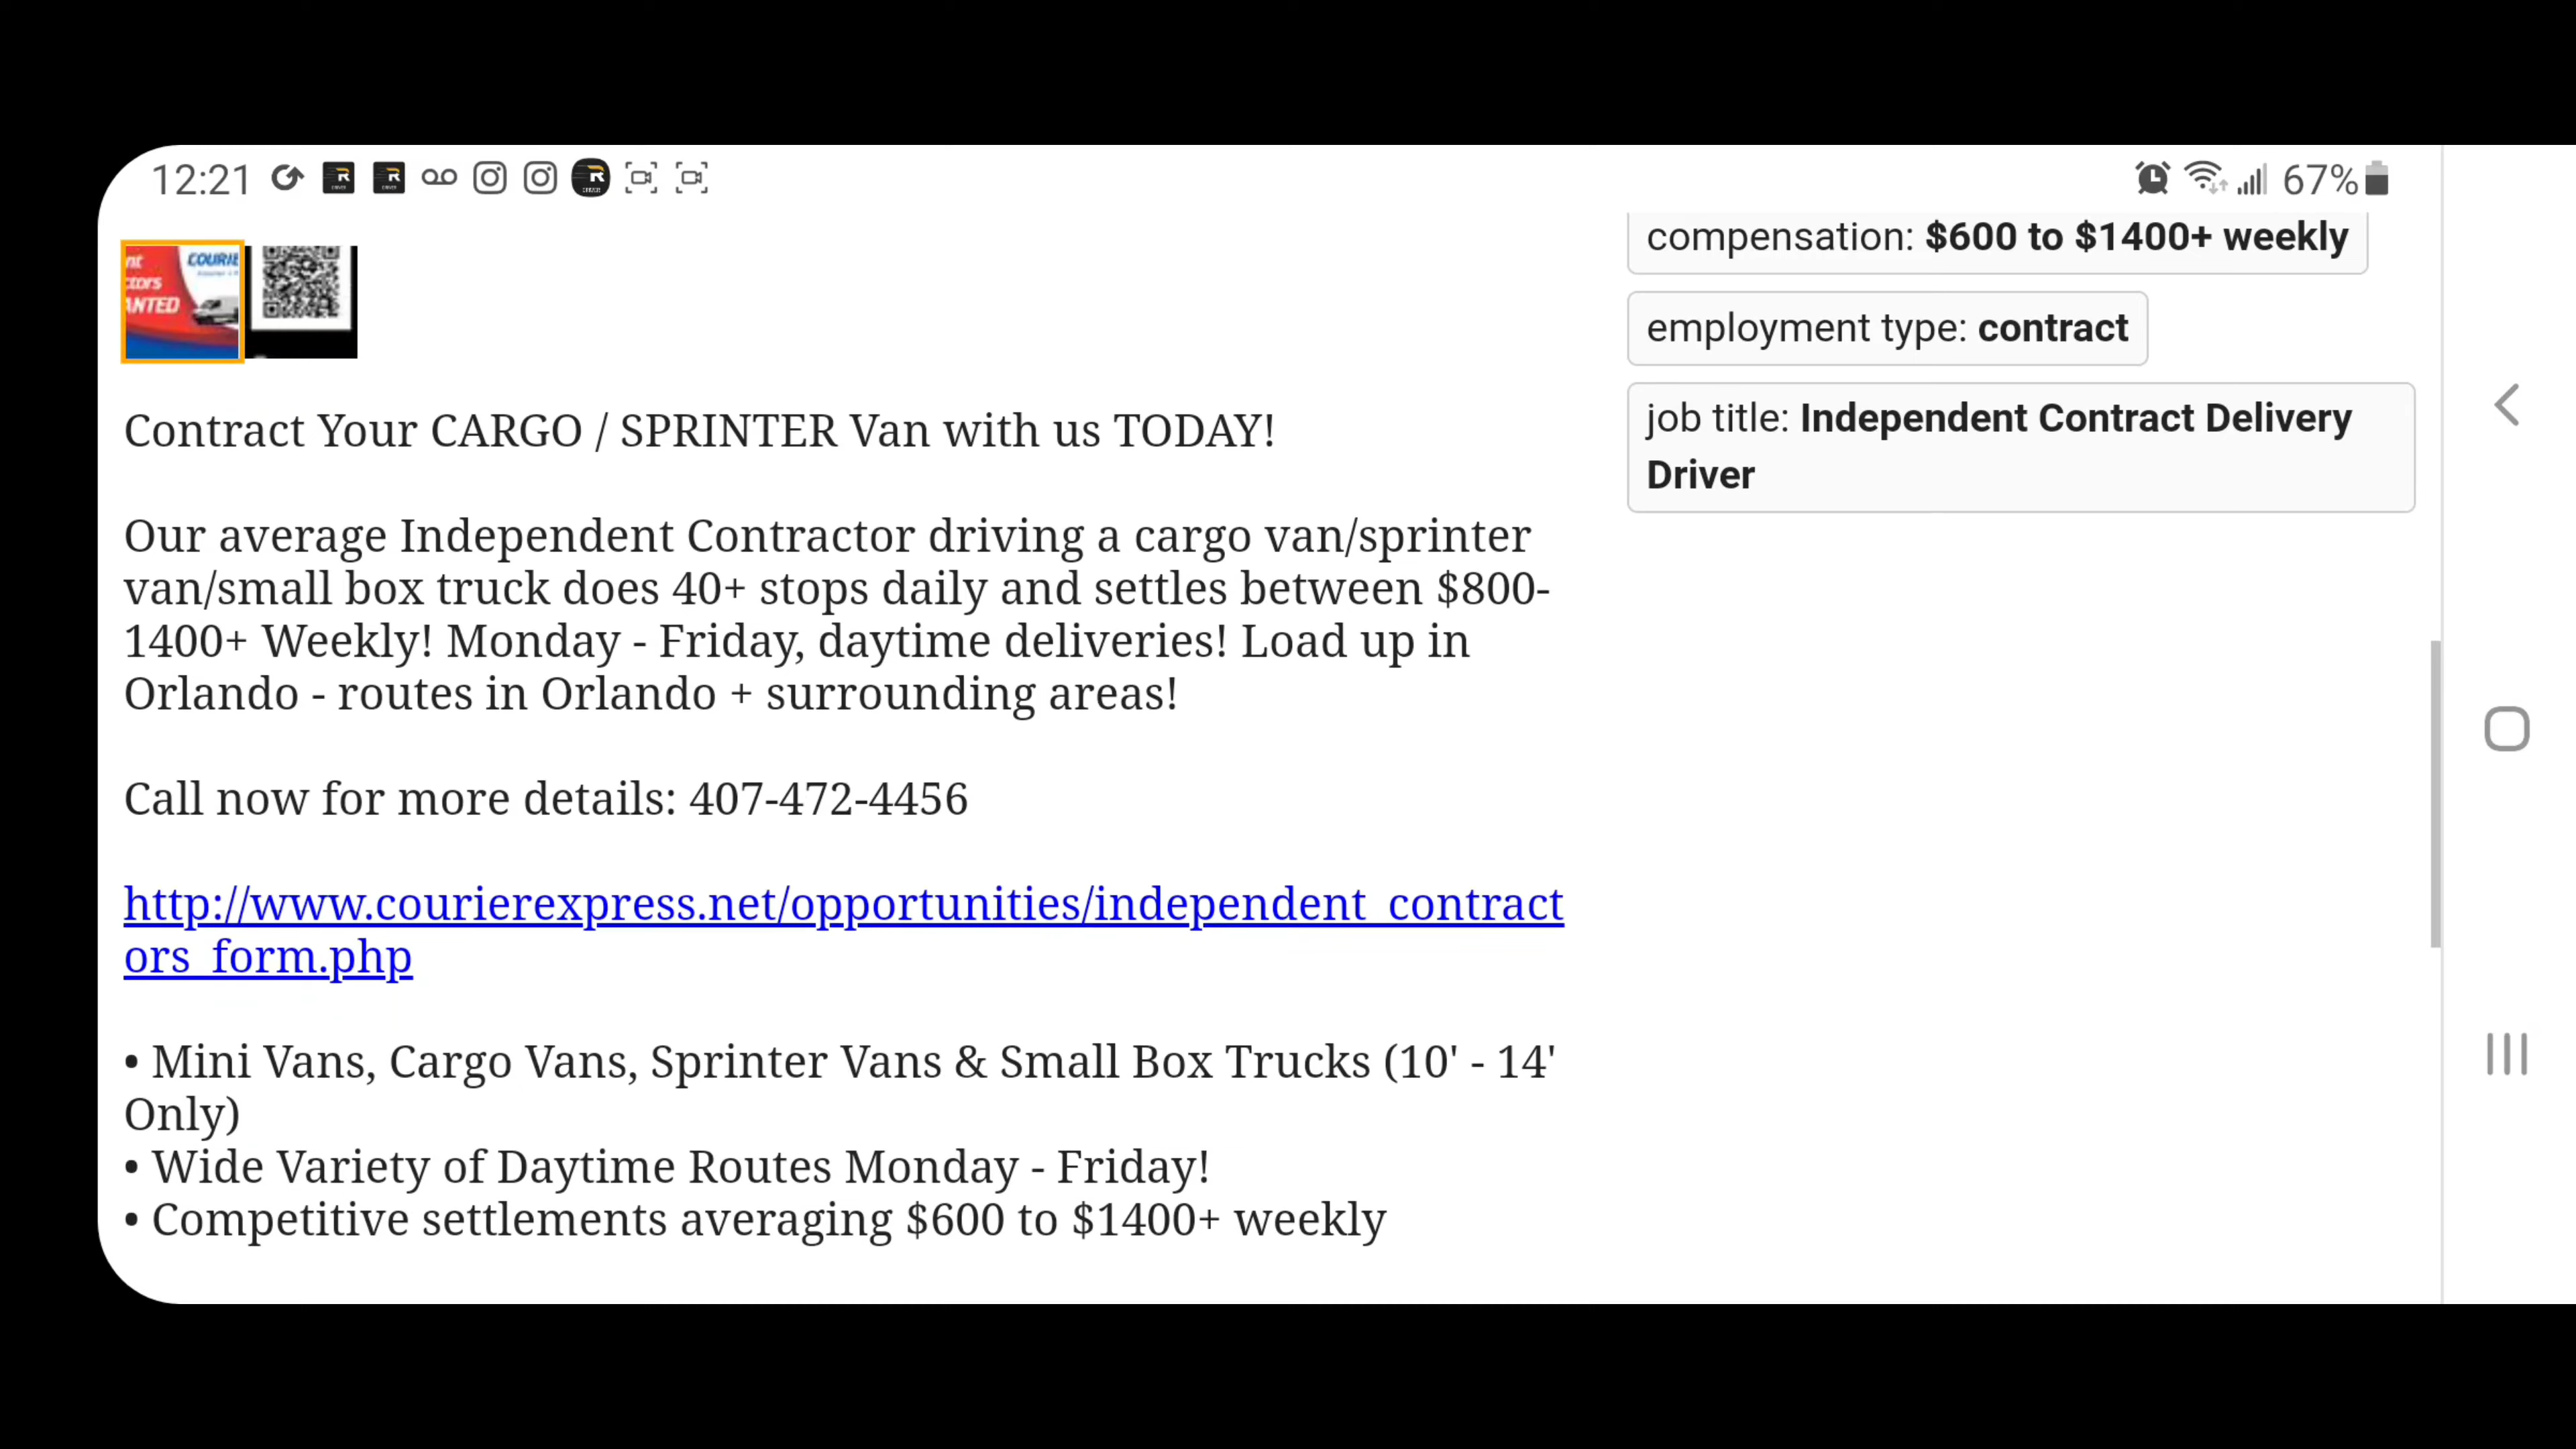 12:21
67%
nt COURIE
ctors
ANTED
compensation: $600 to $1400+ weekly
employment type: contract
job title: Independent Contract Delivery
Driver
Contract Your CARGO / SPRINTER Van with us TODAY!
Our average Independent Contractor driving a cargo van/sprinter
van/small box truck does 40+ stops daily and settles between $800-
1400+ Weekly! Monday - Friday, daytime deliveries! Load up in
Orlando - routes in Orlando + surrounding areas!
Call now for more details: 407-472-4456
http://www.courierexpress.net/opportunities/independent_contract
ors_form.php
• Mini Vans, Cargo Vans, Sprinter Vans & Small Box Trucks (10' - 14'
Only)
• Wide Variety of Daytime Routes Monday - Friday!
• Competitive settlements averaging $600 to $1400+ weekly